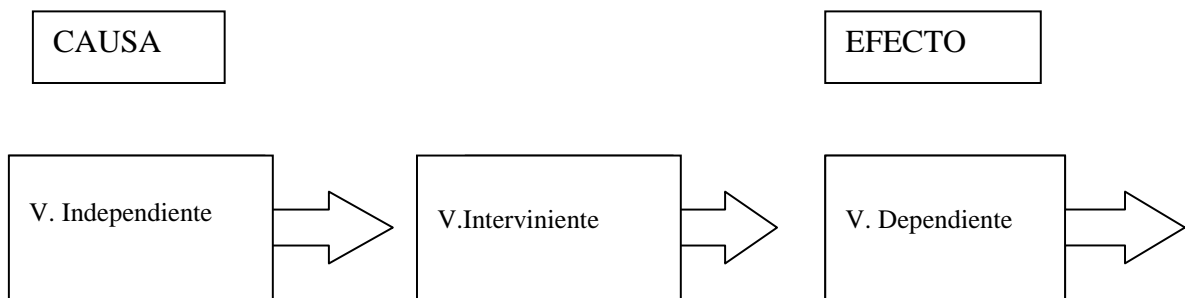 CAUSA
EFECTO
V. Independiente
V.Interviniente
V. Dependiente